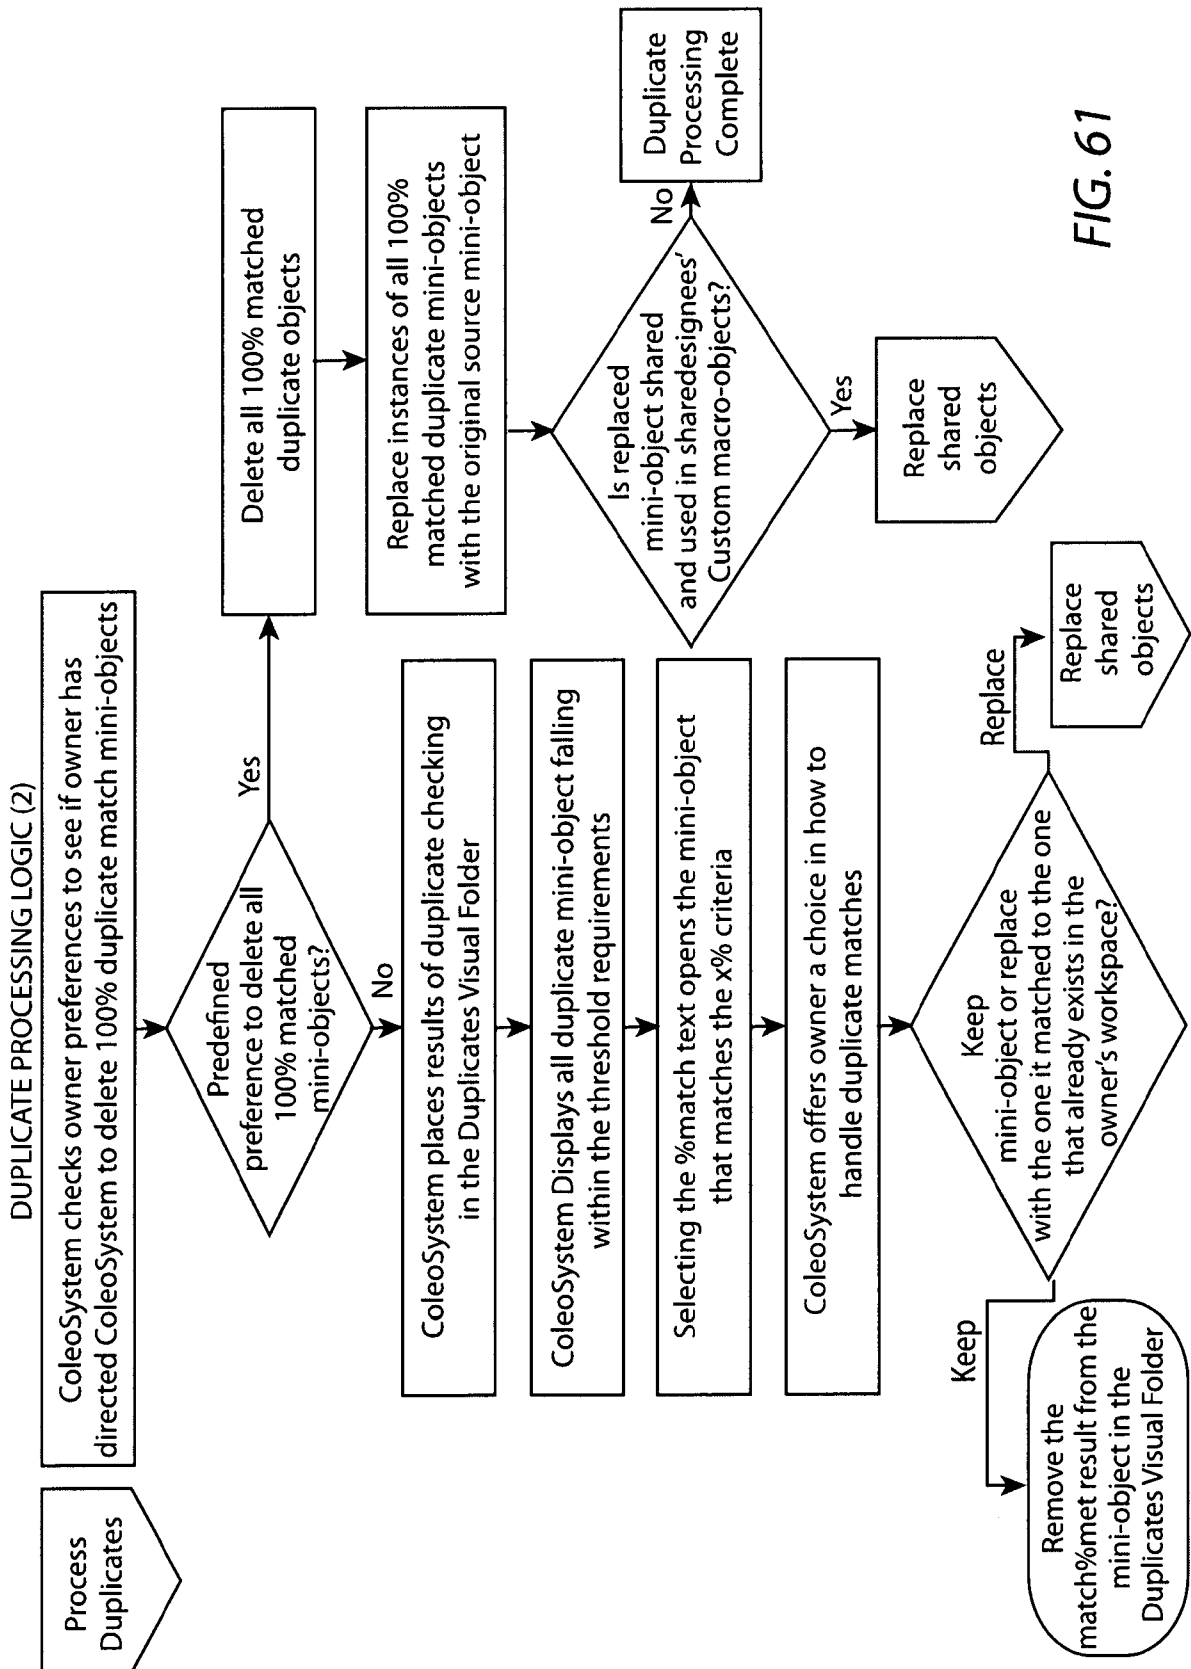 DUPLICATE PROCESSING LOGIC (2)
Process
Duplicates
ColeoSystem checks owner preferences to see if owner has
directed ColeoSystem to delete 100% duplicate match mini-objects
Predefined
preference to delete all
100% matched
mini-objects?
Yes
No
Delete all 100% matched
duplicate objects
Replace instances of all 100%
matched duplicate mini-objects
with the original source mini-object
Is replaced
mini-object shared
and used in sharedesignees'
Custom macro-objects?
No
Duplicate
Processing
Complete
Yes
Replace
shared
objects
ColeoSystem places results of duplicate checking
in the Duplicates Visual Folder
ColeoSystem Displays all duplicate mini-object falling
within the threshold requirements
Selecting the %match text opens the mini-object
that matches the x% criteria
ColeoSystem offers owner a choice in how to
handle duplicate matches
Keep
mini-object or replace
with the one it matched to the one
that already exists in the
owner's workspace?
Keep
Remove the
match%met result from the
mini-object in the
Duplicates Visual Folder
Replace
Replace
shared
objects
FIG. 61